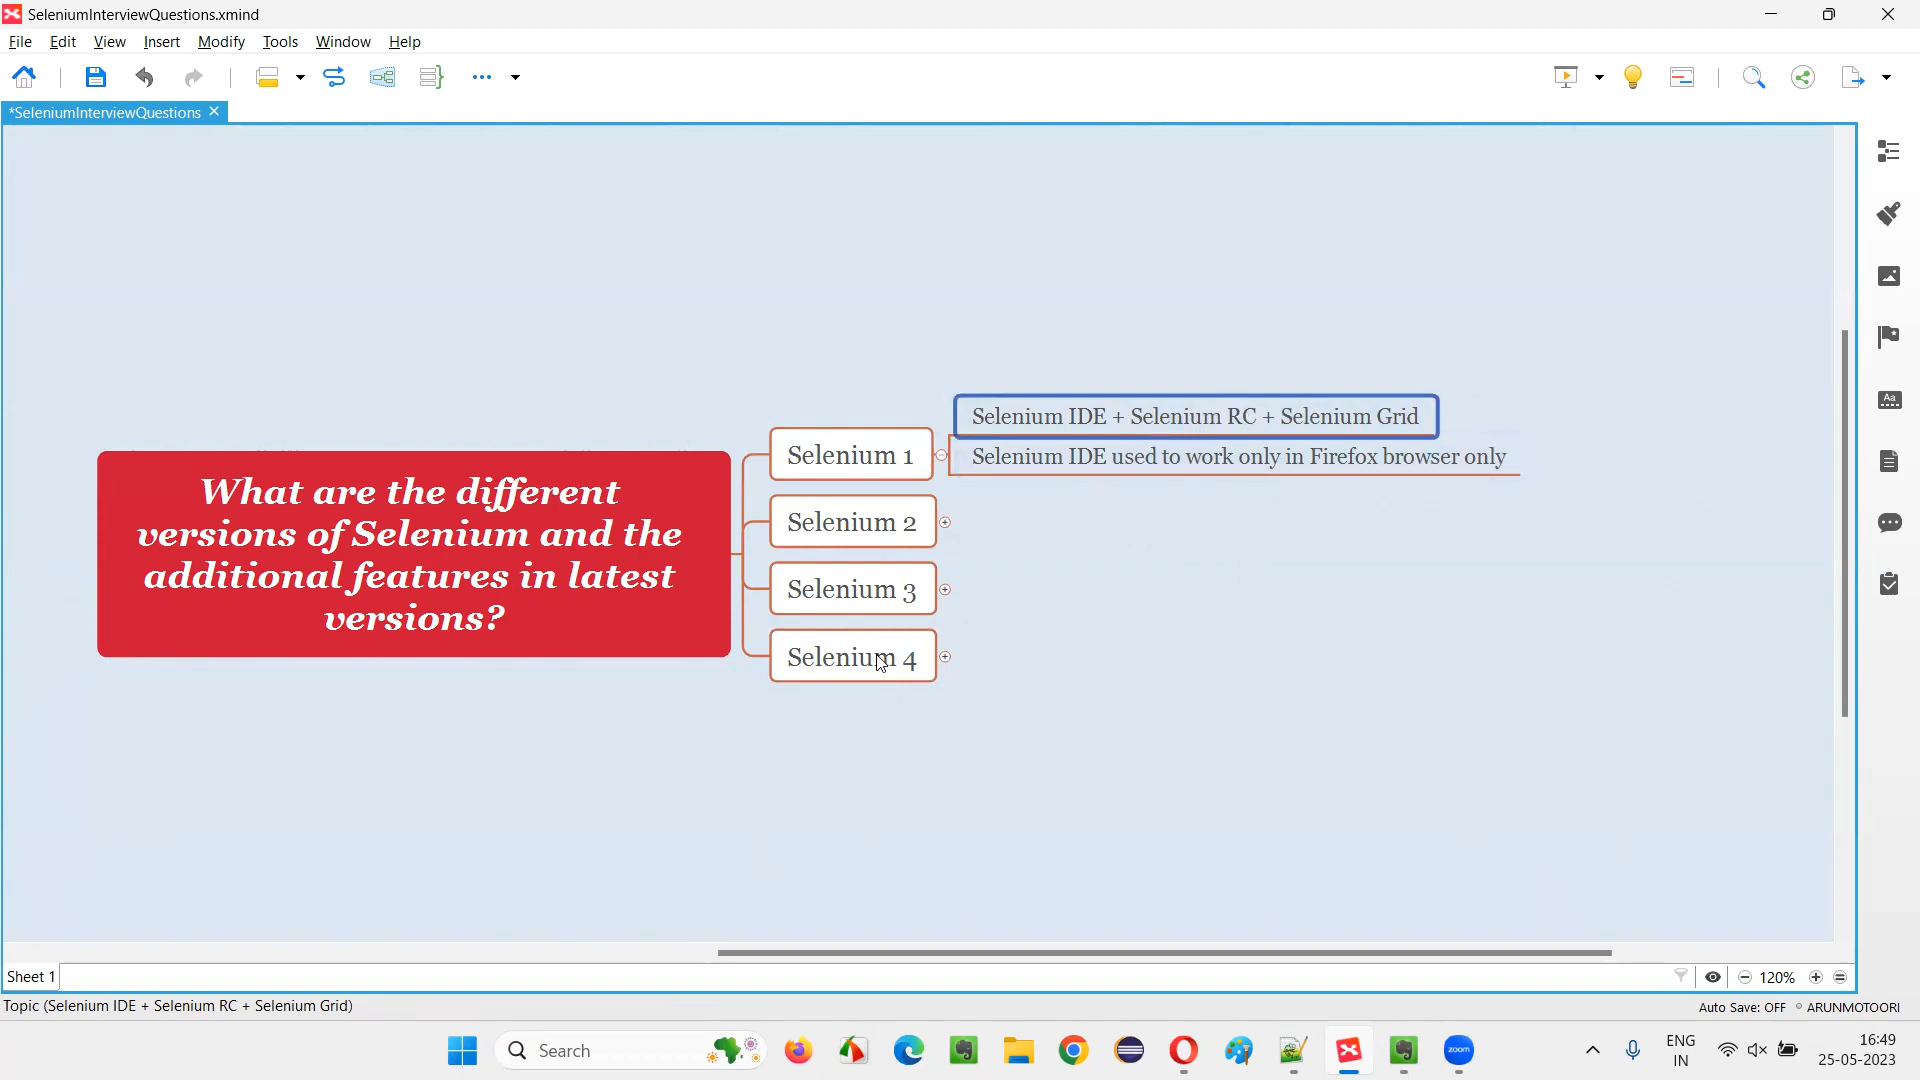 SeleniumInterviewQuestions.xmind
File Edit View Insert Modify Tools Window Help
*SeleniumInterviewQuestions
What are the different
versions of Selenium and the
additional features in latest
versions?
Selenium 1
Selenium IDE + Selenium RC + Selenium Grid
Selenium IDE used to work only in Firefox browser only
Selenium 2
Selenium 3
Selenium 4
Aa
Sheet 1
120%
Topic (Selenium IDE + Selenium RC + Selenium Grid)
Auto Save: OFF ARUNMOTOORI
Search
zoom
ENG
IN
16:49
25-05-2023